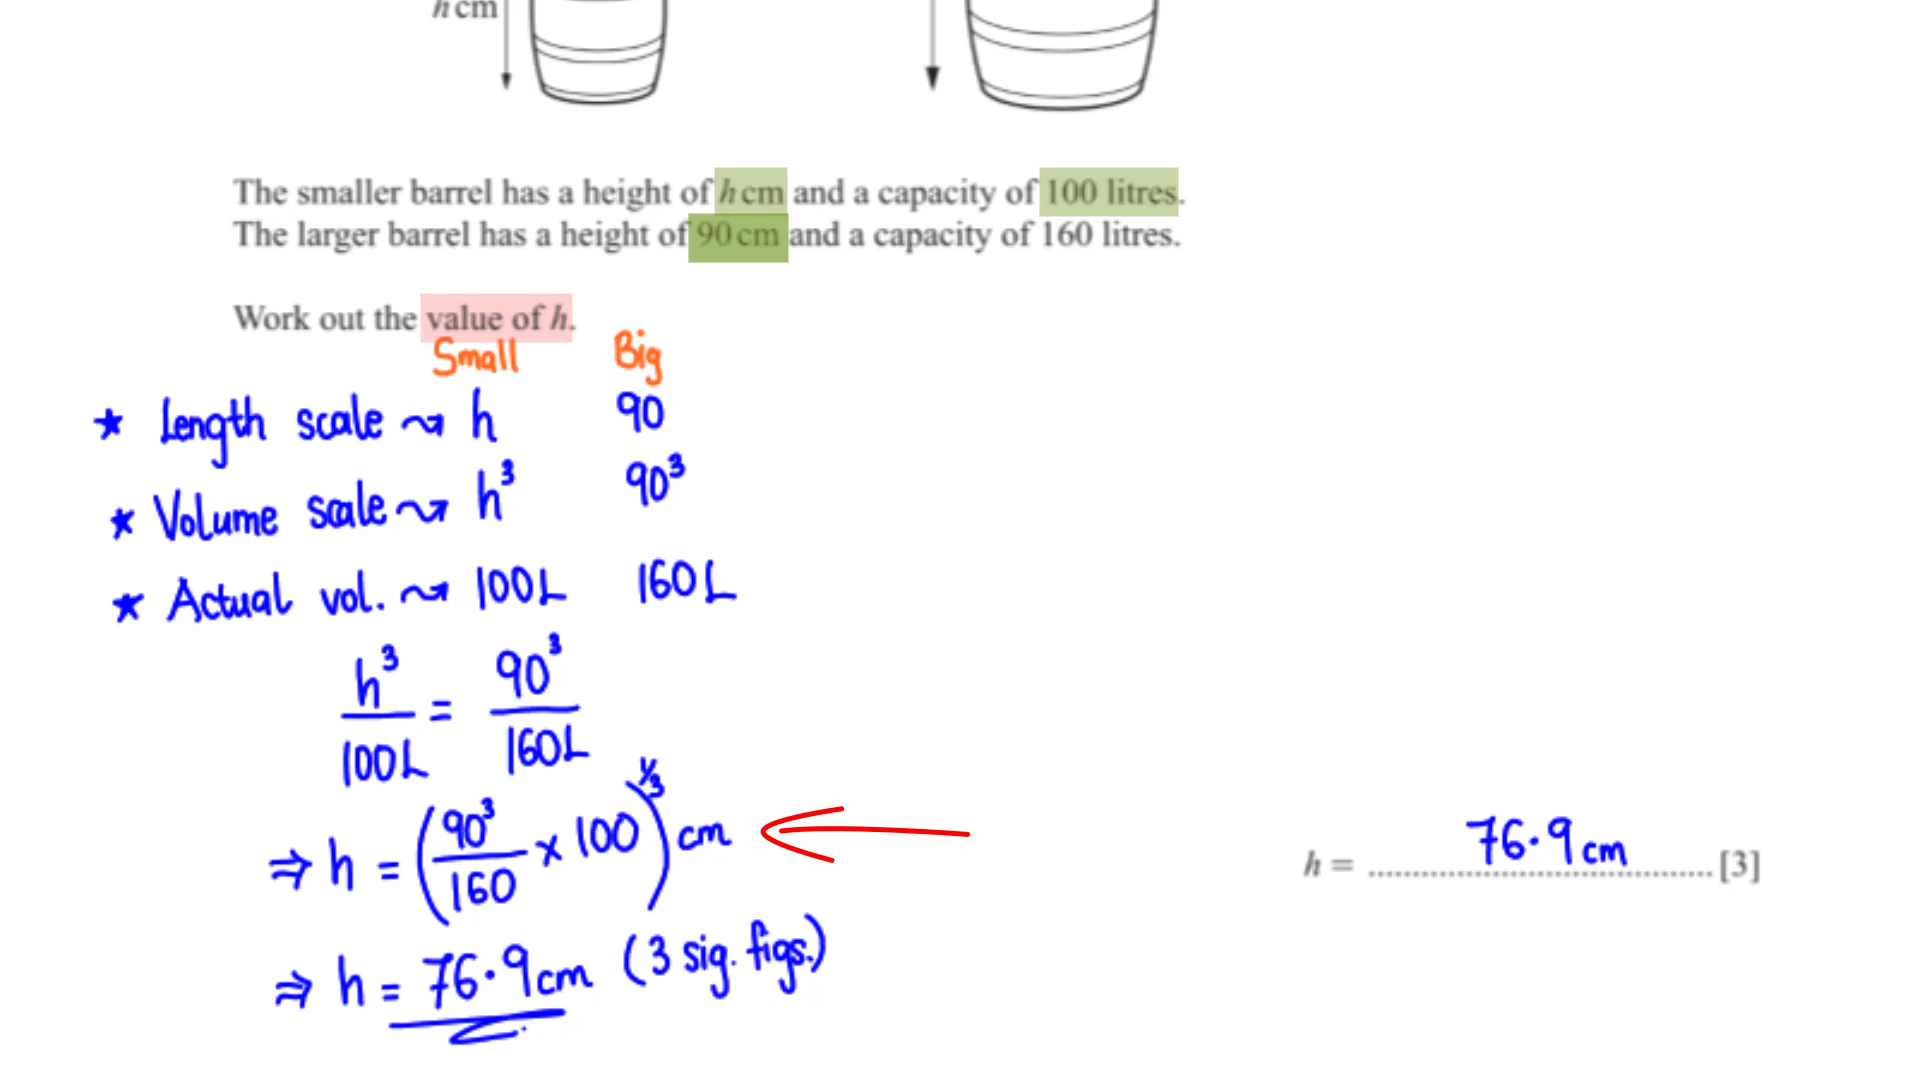 h cm
The smaller barrel has a height of h cm and a capacity of 100 litres.
The larger barrel has a height of 90 cm and a capacity of 160 litres.
Work out the value of h.
Small Big
★ Length scale ⇝ h 90
★ Volume scale ⇝ h³ 90³
★ Actual vol. ⇝ 100L 160L
h³/100L = 90³/160L
⇒ h = (90³/160 × 100)^1/3 cm
⇒ h = 76.9cm (3 sig. figs.)
h = 76.9cm [3]